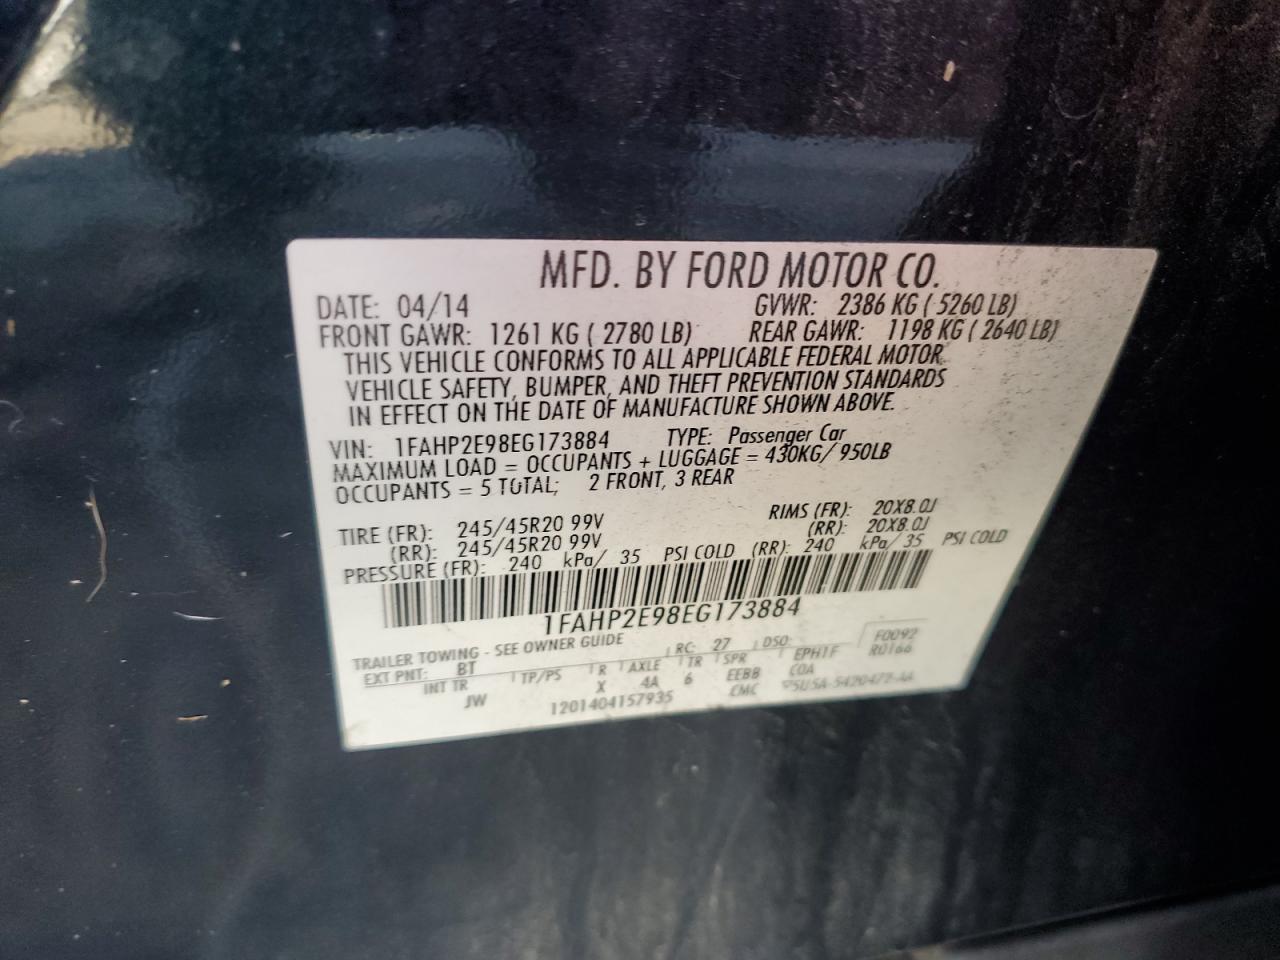 MFD. BY FORD MOTOR CO.
DATE: 04/14 GVWR: 2386 KG ( 5260 LB)
FRONT GAWR: 1261 KG ( 2780 LB) REAR GAWR: 1198 KG ( 2640 LB)
THIS VEHICLE CONFORMS TO ALL APPLICABLE FEDERAL MOTOR
VEHICLE SAFETY, BUMPER, AND THEFT PREVENTION STANDARDS
IN EFFECT ON THE DATE OF MANUFACTURE SHOWN ABOVE.
VIN: 1FAHP2E98EG173884 TYPE: Passenger Car
MAXIMUM LOAD = OCCUPANTS + LUGGAGE = 430KG/ 950LB
OCCUPANTS = 5 TOTAL; 2 FRONT, 3 REAR
TIRE (FR): 245/45R20 99V RIMS (FR): 20X8.0J
(RR): 245/45R20 99V (RR): 20X8.0J
PRESSURE (FR): 240 kPa/ 35 PSI COLD (RR): 240 kPa/ 35 PSI COLD
1FAHP2E98EG173884
TRAILER TOWING - SEE OWNER GUIDE
EXT PNT: BT RC: 27 DSO: F0092
INT TR TP/PS R AXLE TR SPR EPH1F R0166
JW X 4A 6 EEBB COA
1201404157935 CMC